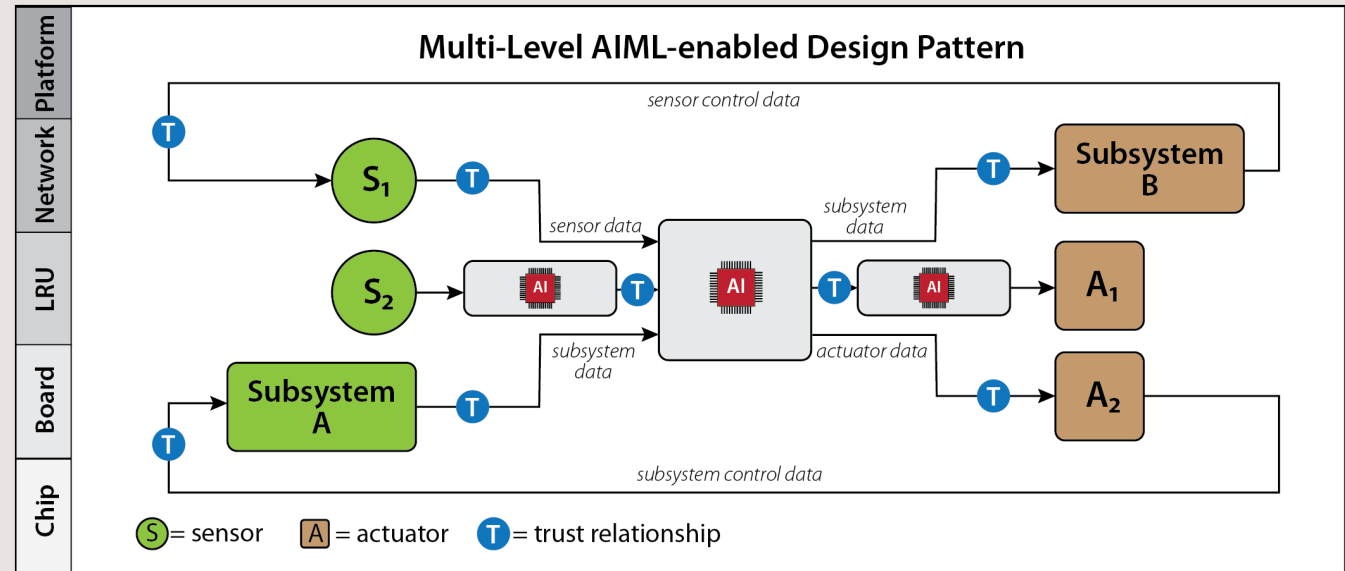 Multi-Level AIML-enabled Design Pattern
Platform
Network
LRU
Board
Chip
sensor control data
T
S₁
T
sensor data
subsystem
data
T
Subsystem
B
S₂
AI
T
AI
T
AI
A₁
Subsystem
A
T
T
subsystem
data
actuator data
T
A₂
subsystem control data
S = sensor
A = actuator
T = trust relationship